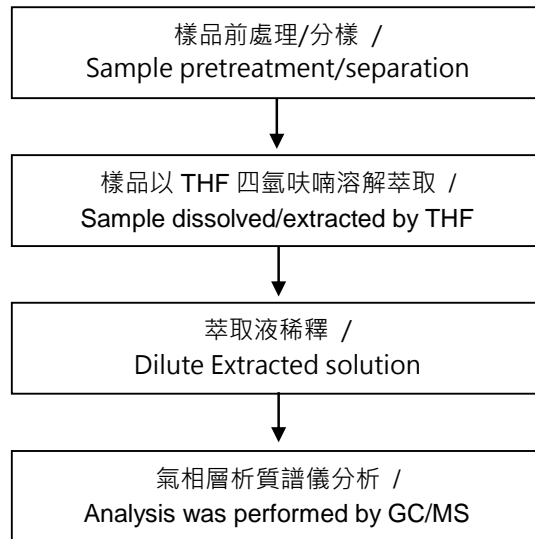 樣品前處理/分樣 /
Sample pretreatment/separation
樣品以 THF 四氫呋喃溶解萃取 /
Sample dissolved/extracted by THF
萃取液稀釋 /
Dilute Extracted solution
氣相層析質譜儀分析 /
Analysis was performed by GC/MS